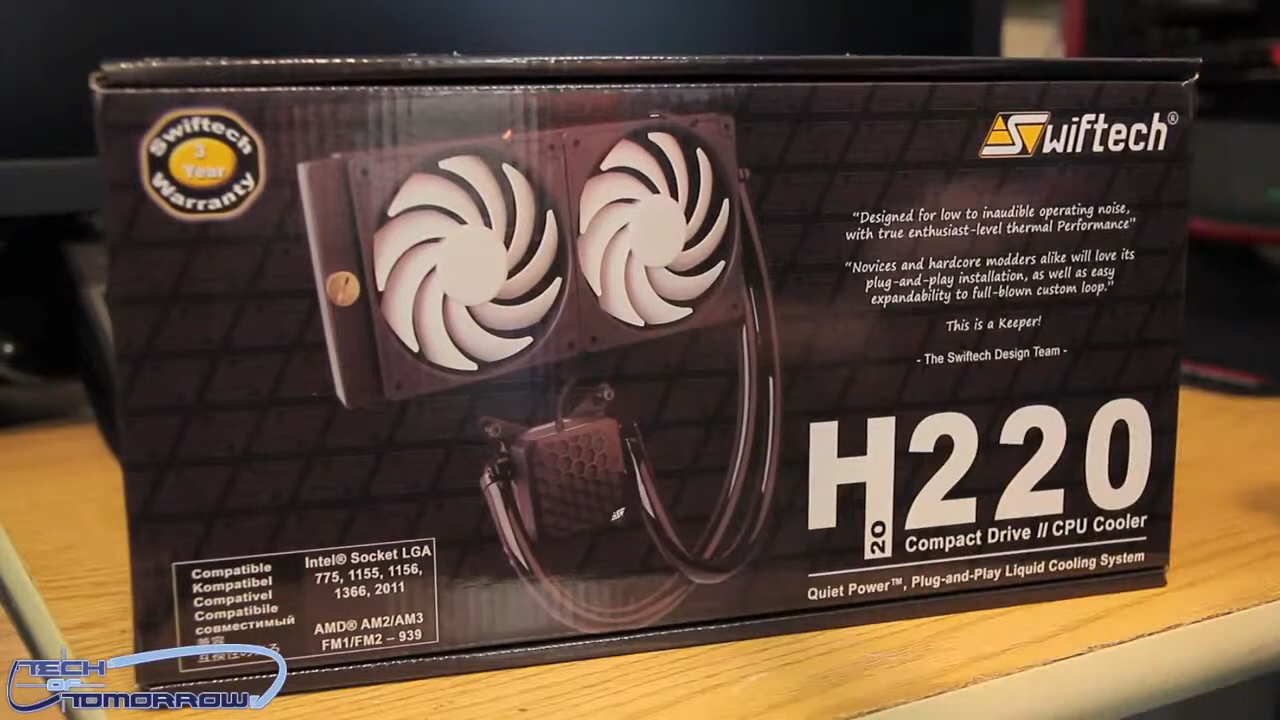 Swiftech
3
Year
Warranty
Swiftech®
“Designed for low to inaudible operating noise,
with true enthusiast-level thermal Performance”
“Novices and hardcore modders alike will love its
plug-and-play installation, as well as easy
expandability to full-blown custom loop.”
This is a Keeper!
- The Swiftech Design Team -
H220
20
Compact Drive II CPU Cooler
Quiet Power™, Plug-and-Play Liquid Cooling System
Compatible
Kompatibel
Compativel
Compatibile
совместимый
Intel® Socket LGA
775, 1155, 1156,
1366, 2011
AMD® AM2/AM3
FM1/FM2 – 939
TECH
OF
TOMORROW